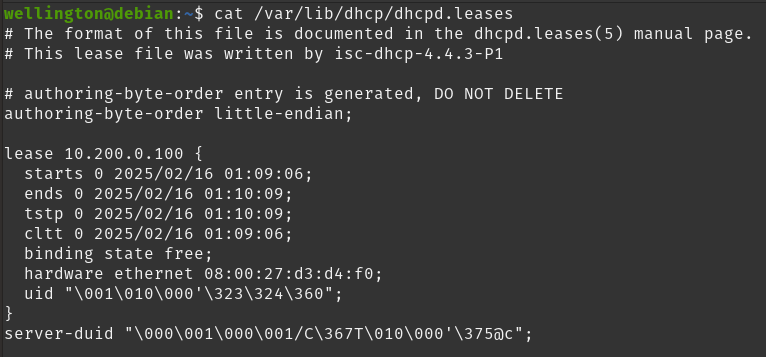 wellington@debian:~$ cat /var/lib/dhcp/dhcpd.leases
# The format of this file is documented in the dhcpd.leases(5) manual page.
# This lease file was written by isc-dhcp-4.4.3-P1

# authoring-byte-order entry is generated, DO NOT DELETE
authoring-byte-order little-endian;

lease 10.200.0.100 {
  starts 0 2025/02/16 01:09:06;
  ends 0 2025/02/16 01:10:09;
  tstp 0 2025/02/16 01:10:09;
  cltt 0 2025/02/16 01:09:06;
  binding state free;
  hardware ethernet 08:00:27:d3:d4:f0;
  uid "\001\010\000'\323\324\360";
}
server-duid "\000\001\000\001/C\367T\010\000'\375@c";